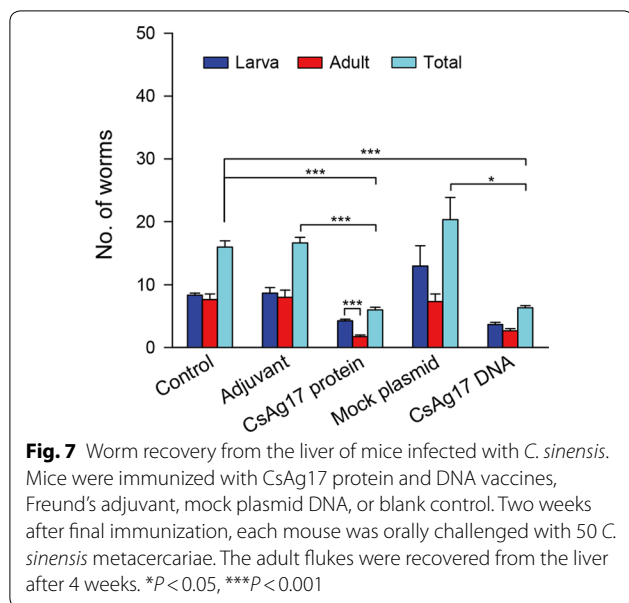 50
Larva Adult Total
40
30
***
***
*
***
20
***
10
0
No. of worms
Control
Adjuvant
CsAg17 protein
Mock plasmid
CsAg17 DNA
Fig. 7 Worm recovery from the liver of mice infected with C. sinensis.
Mice were immunized with CsAg17 protein and DNA vaccines,
Freund’s adjuvant, mock plasmid DNA, or blank control. Two weeks
after final immunization, each mouse was orally challenged with 50 C.
sinensis metacercariae. The adult flukes were recovered from the liver
after 4 weeks. *P < 0.05, ***P < 0.001